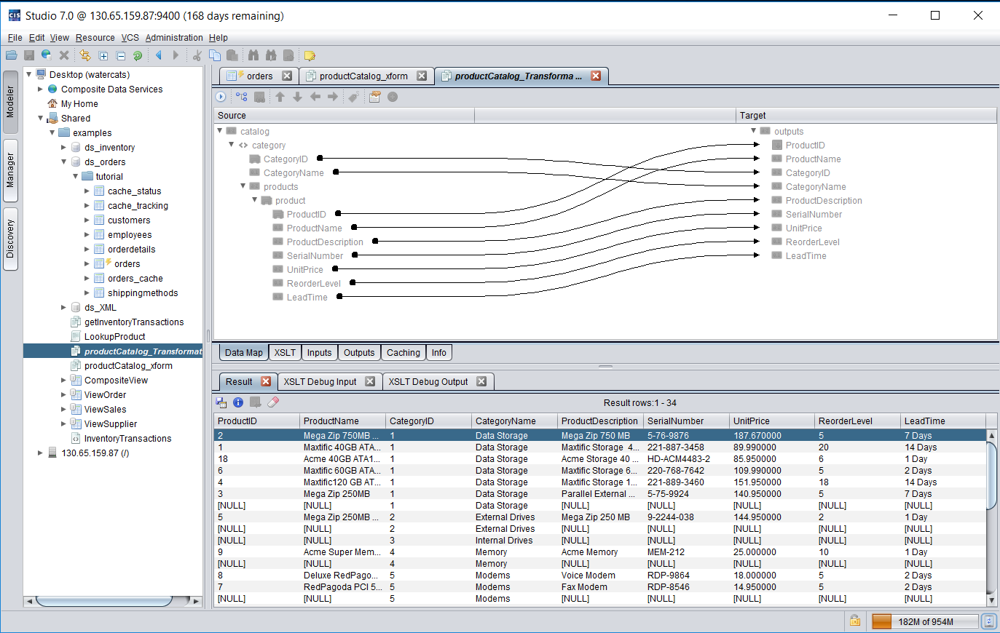 CIS Studio 7.0 @ 130.65.159.87:9400 (168 days remaining)
File Edit View Resource VCS Administration Help
Modeler
Manager
Discovery
Desktop (watercats)
Composite Data Services
My Home
Shared
examples
ds_inventory
ds_orders
tutorial
cache_status
cache_tracking
customers
employees
orderdetails
orders
orders_cache
shippingmethods
ds_XML
getInventoryTransactions
LookupProduct
productCatalog_Transformat
productCatalog_xform
CompositeView
ViewOrder
ViewSales
ViewSupplier
InventoryTransactions
130.65.159.87 (/)
orders productCatalog_xform productCatalog_Transforma ...
Source Target
catalog
category
CategoryID
CategoryName
products
product
ProductID
ProductName
ProductDescription
SerialNumber
UnitPrice
ReorderLevel
LeadTime
outputs
ProductID
ProductName
CategoryID
CategoryName
ProductDescription
SerialNumber
UnitPrice
ReorderLevel
LeadTime
Data Map XSLT Inputs Outputs Caching Info
Result XSLT Debug Input XSLT Debug Output
Result rows:1 - 34
ProductID ProductName CategoryID CategoryName ProductDescription SerialNumber UnitPrice ReorderLevel LeadTime
2 Mega Zip 750MB ... 1 Data Storage Mega Zip 750 MB 5-76-9876 187.670000 5 7 Days
1 Maxtific 40GB ATA... 1 Data Storage Maxtific Storage 4... 221-887-3458 89.990000 20 14 Days
18 Acme 40GB ATA1... 1 Data Storage Acme Storage 40 ... HD-ACM4483-2 85.950000 6 1 Day
6 Maxtific 60GB ATA... 1 Data Storage Maxtific Storage 6... 220-768-7642 109.990000 5 2 Days
4 Maxtific120 GB AT... 1 Data Storage Maxtific Storage 1... 221-889-3460 151.950000 18 14 Days
3 Mega Zip 250MB 1 Data Storage Parallel External ... 5-75-9924 140.950000 5 7 Days
[NULL] [NULL] 1 Data Storage [NULL] [NULL] [NULL] [NULL] [NULL]
5 Mega Zip 250MB ... 2 External Drives Mega Zip 250 MB 9-2244-038 144.950000 2 1 Day
[NULL] [NULL] 2 External Drives [NULL] [NULL] [NULL] [NULL] [NULL]
[NULL] [NULL] 3 Internal Drives [NULL] [NULL] [NULL] [NULL] [NULL]
9 Acme Super Mem... 4 Memory Acme Memory MEM-212 25.000000 10 1 Day
[NULL] [NULL] 4 Memory [NULL] [NULL] [NULL] [NULL] [NULL]
8 Deluxe RedPago... 5 Modems Voice Modem RDP-9864 18.000000 5 2 Days
7 RedPagoda PCI 5... 5 Modems Fax Modem RDP-8546 14.950000 5 2 Days
[NULL] [NULL] 5 Modems [NULL] [NULL] [NULL] [NULL] [NULL]
182M of 954M